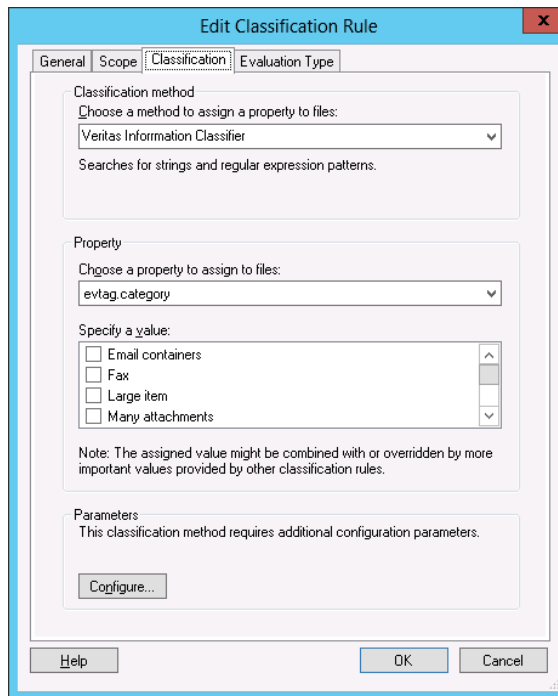 Edit Classification Rule
x
General Scope Classification Evaluation Type
Classification method
Choose a method to assign a property to files:
Veritas Inforrmation Classifier
Searches for strings and regular expression patterns.
Property
Choose a property to assign to files:
evtag.category
Specify a value:
Email containers
Fax
Large item
Many attachments
Note: The assigned value might be combined with or overridden by more
important values provided by other classification rules.
Parameters
This classification method requires additional configuration parameters.
Configure...
Help OK Cancel